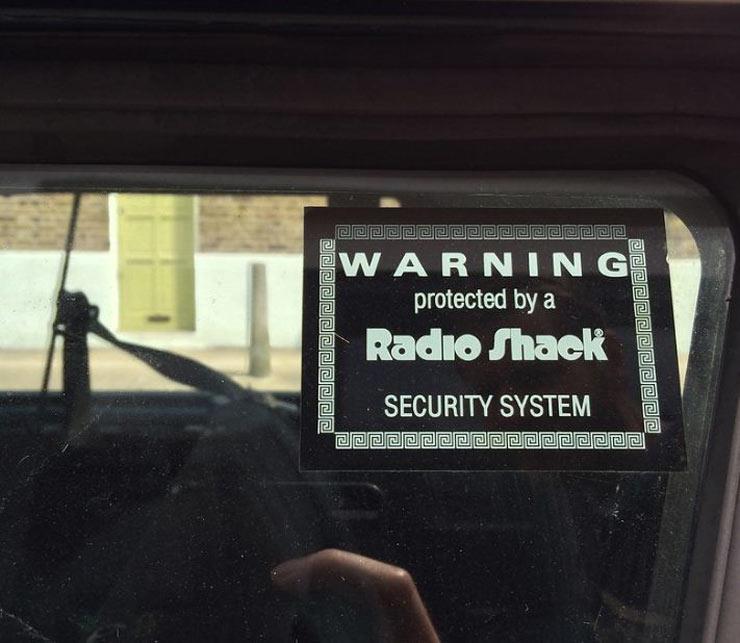 WARNING
protected by a
Radio Shack®
SECURITY SYSTEM